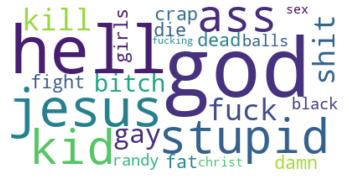 kill crap ass sex
girls die
hell god dead balls shit
fucking
fight bitch
jesus fuck black
kid gay stupid
randy fat christ damn